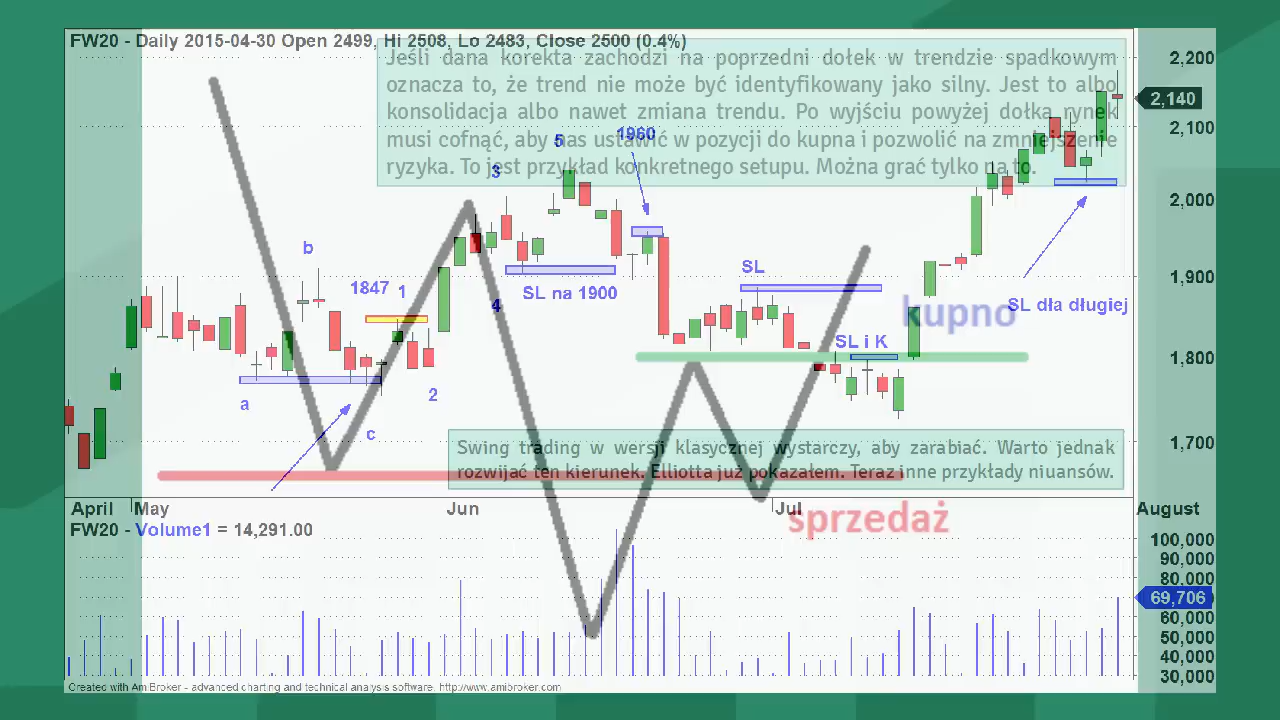 FW20 - Daily 2015-04-30 Open 2499, Hi 2508, Lo 2483, Close 2500 (0.4%)
Jeśli dana korekta zachodzi na poprzedni dołek w trendzie spadkowym
oznacza to, że trend nie może być identyfikowany jako silny. Jest to albo
konsolidacja albo nawet zmiana trendu. Po wyjściu powyżej dołka rynek
musi cofnąć, aby nas ustawić w pozycji do kupna i pozwolić na zmniejszenie
ryzyka. To jest przykład konkretnego setupu. Można grać tylko na to.
2,200
2,140
2,100
2,000
1,900
1,800
1,700
5
1960
3
b
1847
1
SL na 1900
4
SL
kupno
SL dla długiej
SL i K
a
2
c
Swing trading w wersji klasycznej wystarczy, aby zarabiać. Warto jednak
rozwijać ten kierunek. Elliotta już pokazałem. Teraz inne przykłady niuansów.
April
May
Jun
Jul
August
sprzedaż
FW20 - Volume1 = 14,291.00
100,000
90,000
80,000
69,706
60,000
50,000
40,000
30,000
Created with AmiBroker - advanced charting and technical analysis software. http://www.amibroker.com